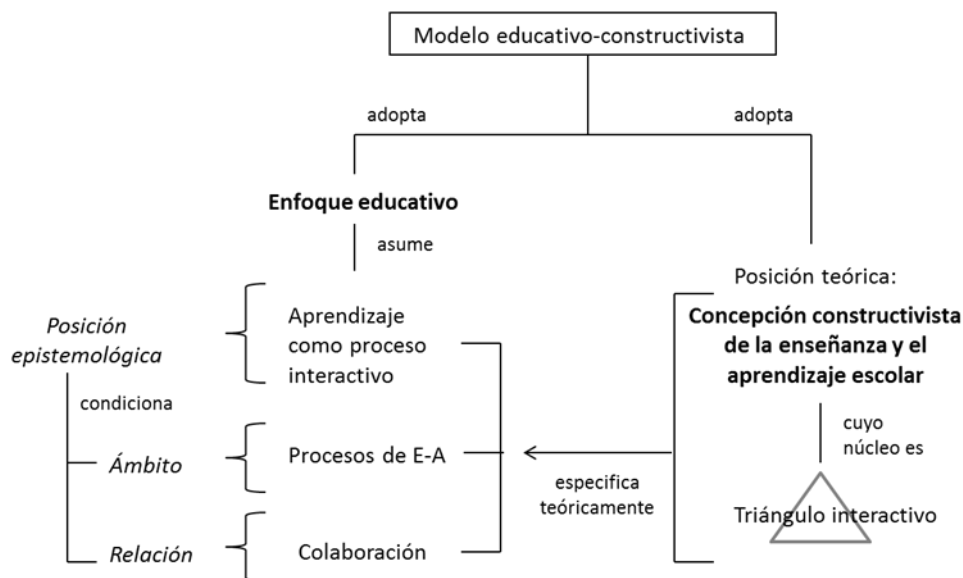 Modelo educativo-constructivista
adopta
adopta
Enfoque educativo
asume
Posición teórica:
Concepción constructivista
de la enseñanza y el
aprendizaje escolar
Posición
epistemológica
Aprendizaje
como proceso
interactivo
condiciona
cuyo
núcleo es
Ámbito
Procesos de E-A
especifica
teóricamente
Triángulo interactivo
Relación
Colaboración